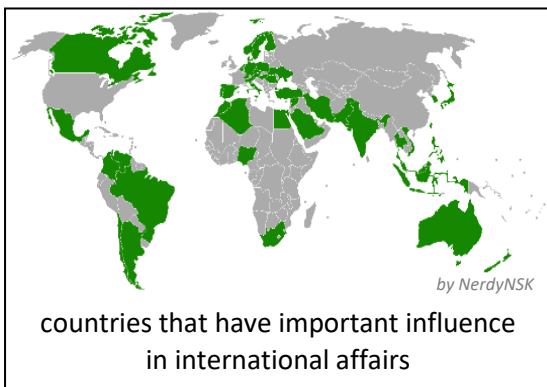 by NerdyNSK
countries that have important influence
in international affairs